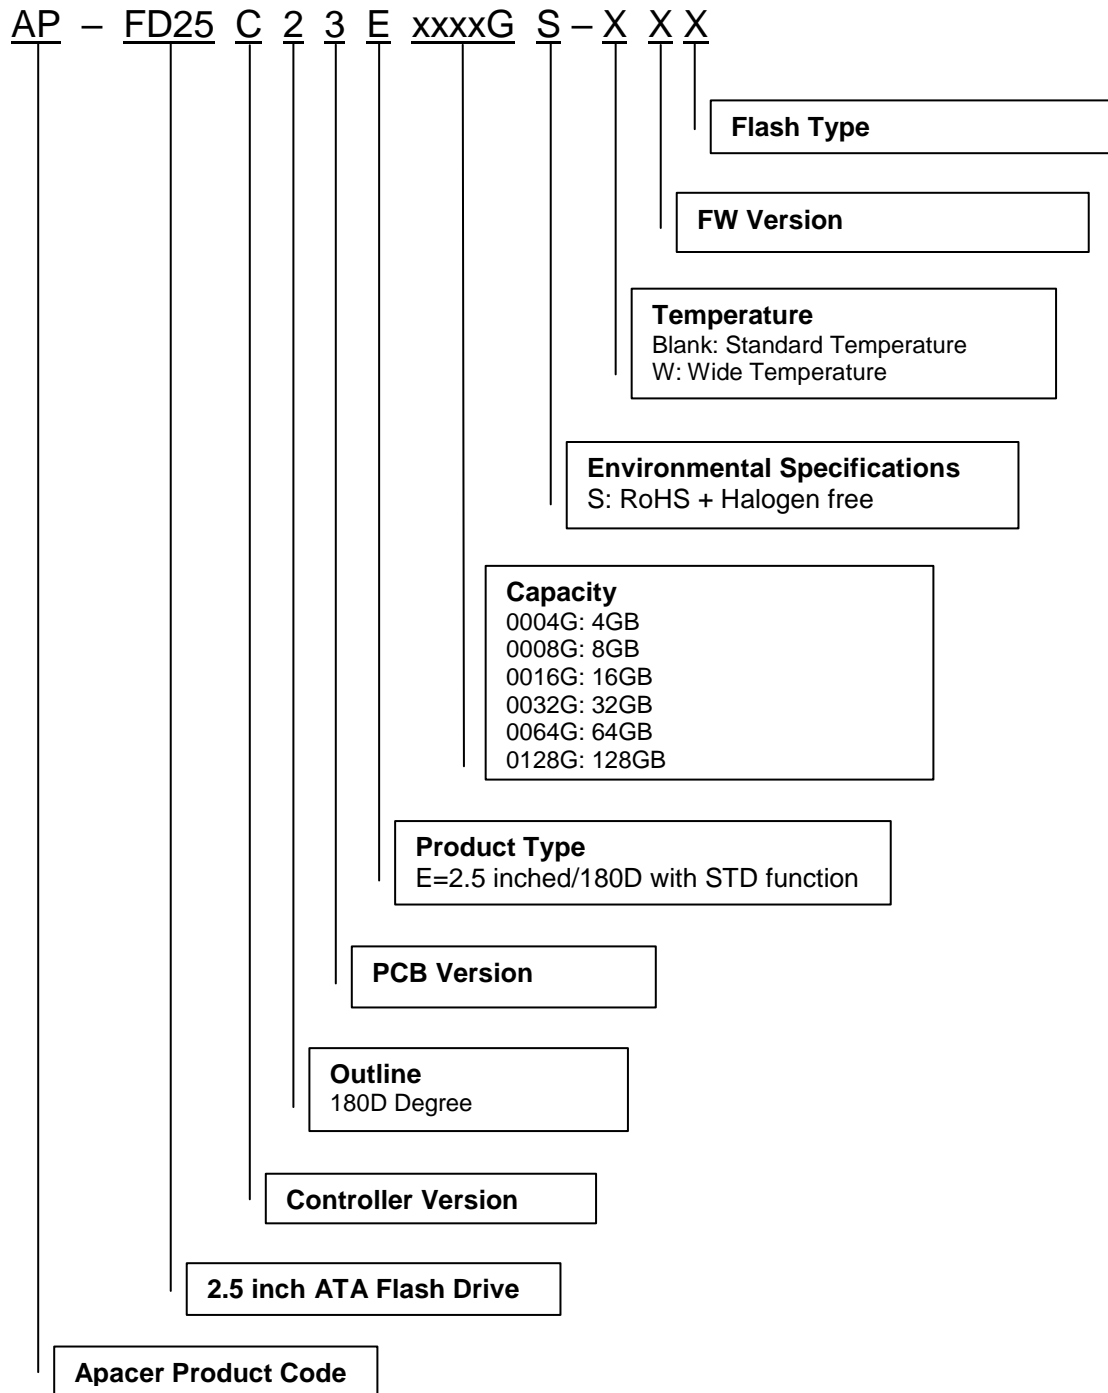 AP – FD25 C 2 3 E xxxxG S – X X X
Flash Type
FW Version
Temperature
Blank: Standard Temperature
W: Wide Temperature
Environmental Specifications
S: RoHS + Halogen free
Capacity
0004G: 4GB
0008G: 8GB
0016G: 16GB
0032G: 32GB
0064G: 64GB
0128G: 128GB
Product Type
E=2.5 inched/180D with STD function
PCB Version
Outline
180D Degree
Controller Version
2.5 inch ATA Flash Drive
Apacer Product Code